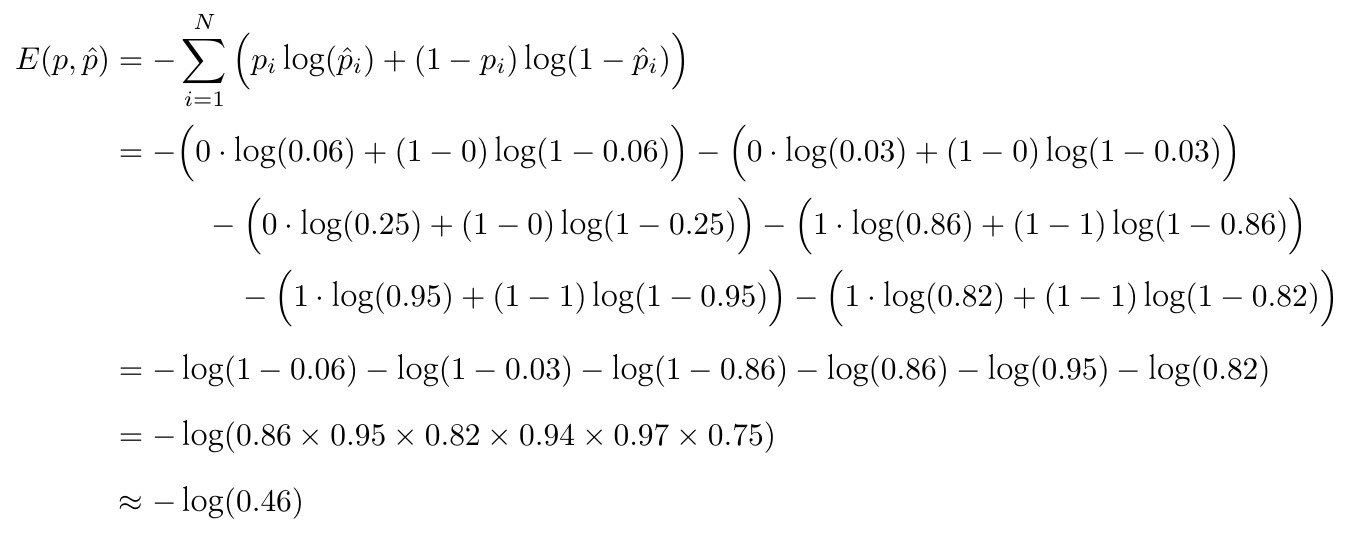 E(p, p̂) = − ∑_{i=1}^{N} (p_i log(p̂_i) + (1 − p_i) log(1 − p̂_i))
= −(0 · log(0.06) + (1 − 0) log(1 − 0.06)) − (0 · log(0.03) + (1 − 0) log(1 − 0.03))
− (0 · log(0.25) + (1 − 0) log(1 − 0.25)) − (1 · log(0.86) + (1 − 1) log(1 − 0.86))
− (1 · log(0.95) + (1 − 1) log(1 − 0.95)) − (1 · log(0.82) + (1 − 1) log(1 − 0.82))
= − log(1 − 0.06) − log(1 − 0.03) − log(1 − 0.86) − log(0.86) − log(0.95) − log(0.82)
= − log(0.86 × 0.95 × 0.82 × 0.94 × 0.97 × 0.75)
≈ − log(0.46)